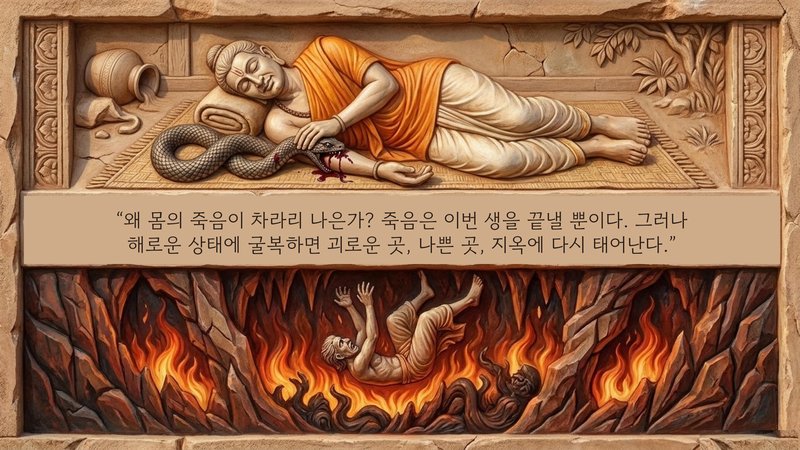 “왜 몸의 죽음이 차라리 나은가? 죽음은 이번 생을 끝낼 뿐이다. 그러나
해로운 상태에 굴복하면 괴로운 곳, 나쁜 곳, 지옥에 다시 태어난다.”